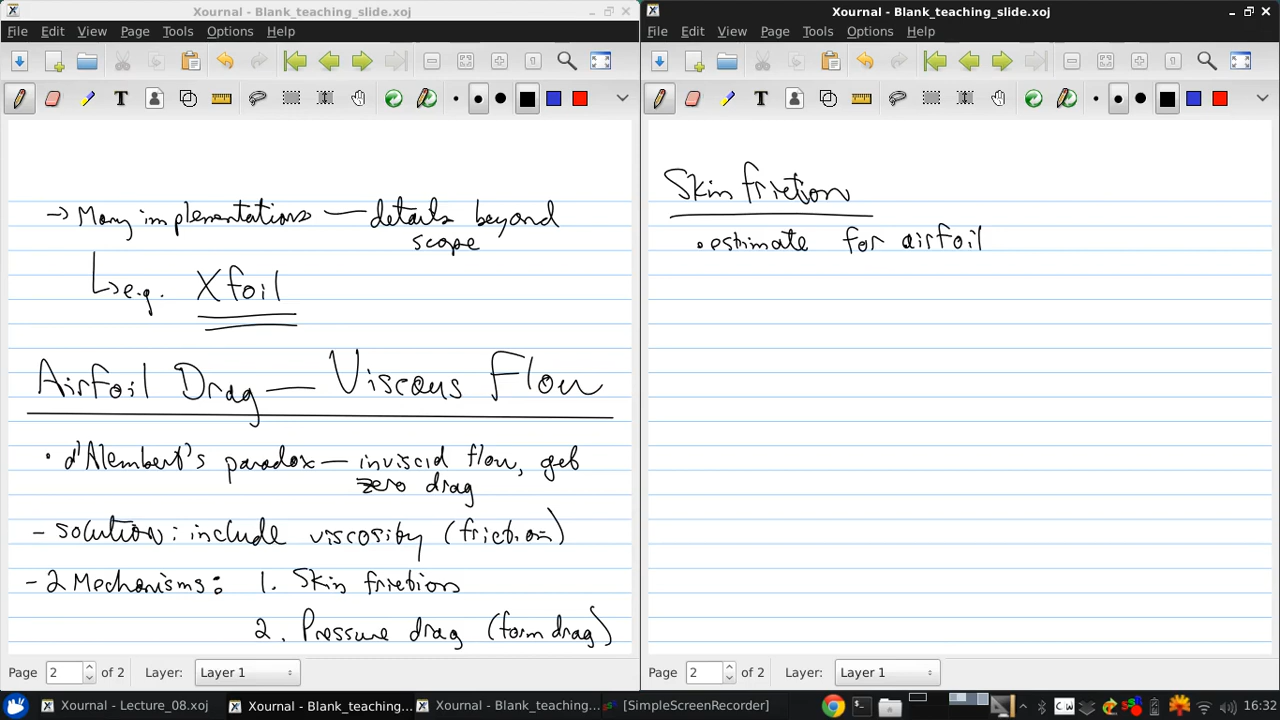 Xournal - Blank_teaching_slide.xoj
File Edit View Page Tools Options Help
→ Many implementations — details beyond
scope
↳ e.g. Xfoil
Airfoil Drag — Viscous Flow
• d'Alembert's paradox — inviscid flow, get
zero drag
- solution: include viscosity (friction)
- 2 Mechanisms: 1. Skin friction
2. Pressure drag (form drag)
Page 2 of 2 Layer: Layer 1
Xournal - Blank_teaching_slide.xoj
File Edit View Page Tools Options Help
Skin friction
• estimate for airfoil
Page 2 of 2 Layer: Layer 1
Xournal - Lecture_08.xoj Xournal - Blank_teaching... Xournal - Blank_teaching... [SimpleScreenRecorder] 16:32